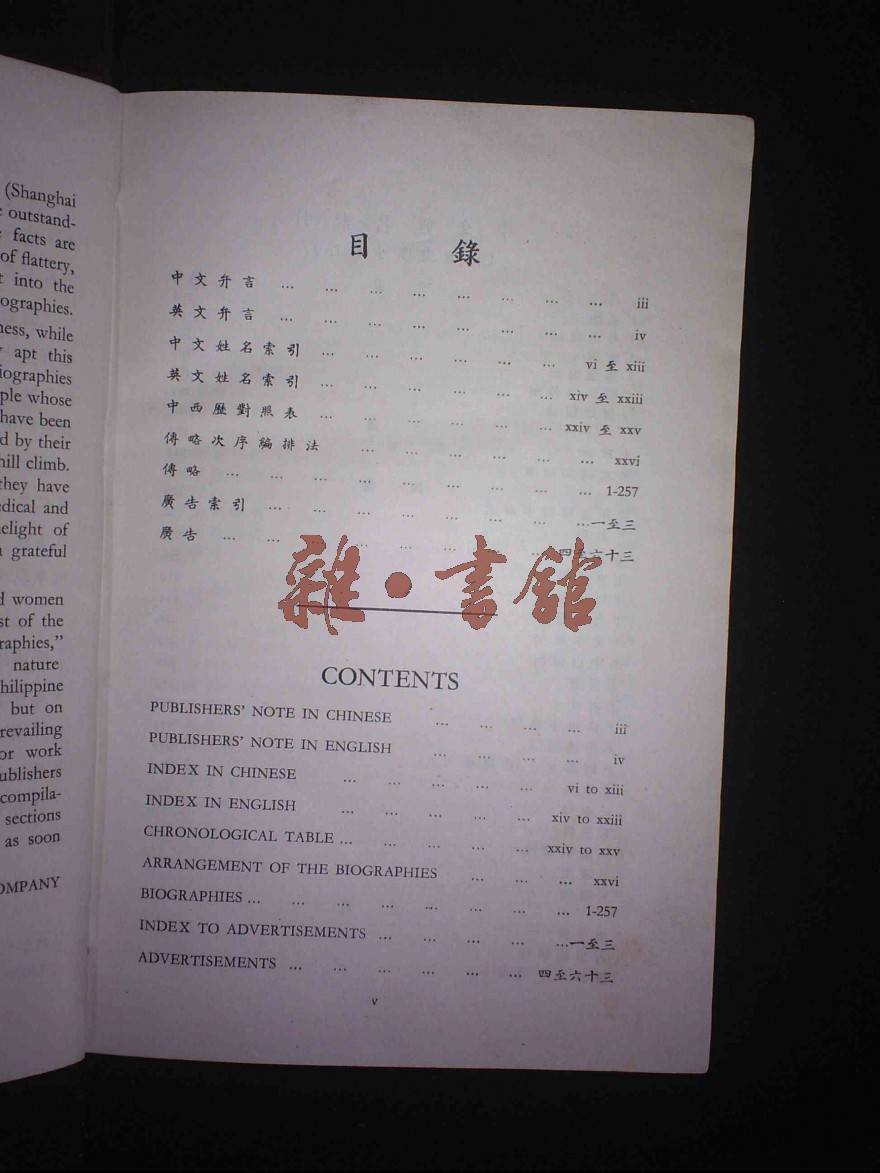 (Shanghai
outstand-
facts are
of flattery,
into the
ographies.
ness, while
apt this
iographies
ple whose
have been
d by their
hill climb.
they have
edical and
elight of
grateful
d women
st of the
raphies,"
nature
hilippine
but on
revailing
or work
ublishers
compila-
sections
as soon
OMPANY
目 錄
中文弁言 ... ... ... ... ... ... ... ... iii
英文弁言 ... ... ... ... ... ... ... ... iv
中文姓名索引 ... ... ... ... ... ... vi 至 xiii
英文姓名索引 ... ... ... ... ... ... xiv 至 xxiii
中西歷對照表 ... ... ... ... ... ... xxiv 至 xxv
傳略次序編排法 ... ... ... ... ... ... xxvi
傳略 ... ... ... ... ... ... ... ... ... 1-257
廣告索引 ... ... ... ... ... ... ... ...一至三
廣告 ... ... ... ... ... ... ... ... 四至六十三
雜·書館
CONTENTS
PUBLISHERS' NOTE IN CHINESE ... ... ... ... iii
PUBLISHERS' NOTE IN ENGLISH ... ... ... ... iv
INDEX IN CHINESE ... ... ... ... ... vi to xiii
INDEX IN ENGLISH ... ... ... ... ... xiv to xxiii
CHRONOLOGICAL TABLE ... ... ... ... ... xxiv to xxv
ARRANGEMENT OF THE BIOGRAPHIES ... ... ... xxvi
BIOGRAPHIES ... ... ... ... ... ... ... ... 1-257
INDEX TO ADVERTISEMENTS ... ... ... ... ...一至三
ADVERTISEMENTS ... ... ... ... ... ... 四至六十三
v